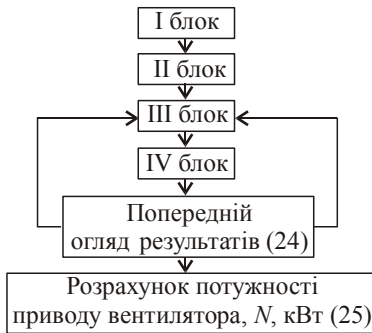 I блок
II блок
III блок
IV блок
Попередній
огляд результатів (24)
Розрахунок потужності
приводу вентилятора, N, кВт (25)